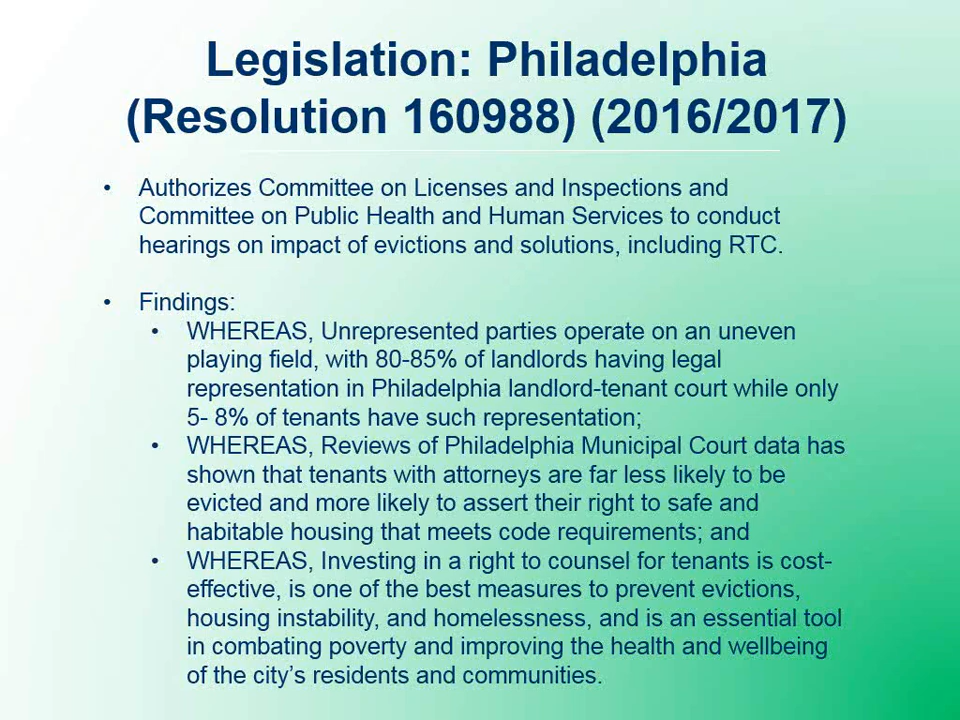 Legislation: Philadelphia
(Resolution 160988) (2016/2017)
• Authorizes Committee on Licenses and Inspections and
Committee on Public Health and Human Services to conduct
hearings on impact of evictions and solutions, including RTC.
• Findings:
• WHEREAS, Unrepresented parties operate on an uneven
playing field, with 80-85% of landlords having legal
representation in Philadelphia landlord-tenant court while only
5- 8% of tenants have such representation;
• WHEREAS, Reviews of Philadelphia Municipal Court data has
shown that tenants with attorneys are far less likely to be
evicted and more likely to assert their right to safe and
habitable housing that meets code requirements; and
• WHEREAS, Investing in a right to counsel for tenants is cost-
effective, is one of the best measures to prevent evictions,
housing instability, and homelessness, and is an essential tool
in combating poverty and improving the health and wellbeing
of the city’s residents and communities.